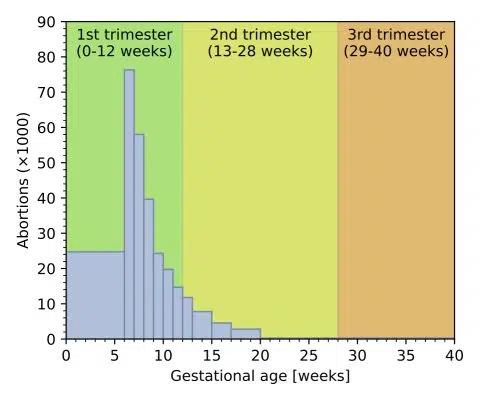 1st trimester
(0-12 weeks)
2nd trimester
(13-28 weeks)
3rd trimester
(29-40 weeks)
Abortions (×1000)
90
80
70
60
50
40
30
20
10
0
0 5 10 15 20 25 30 35 40
Gestational age [weeks]